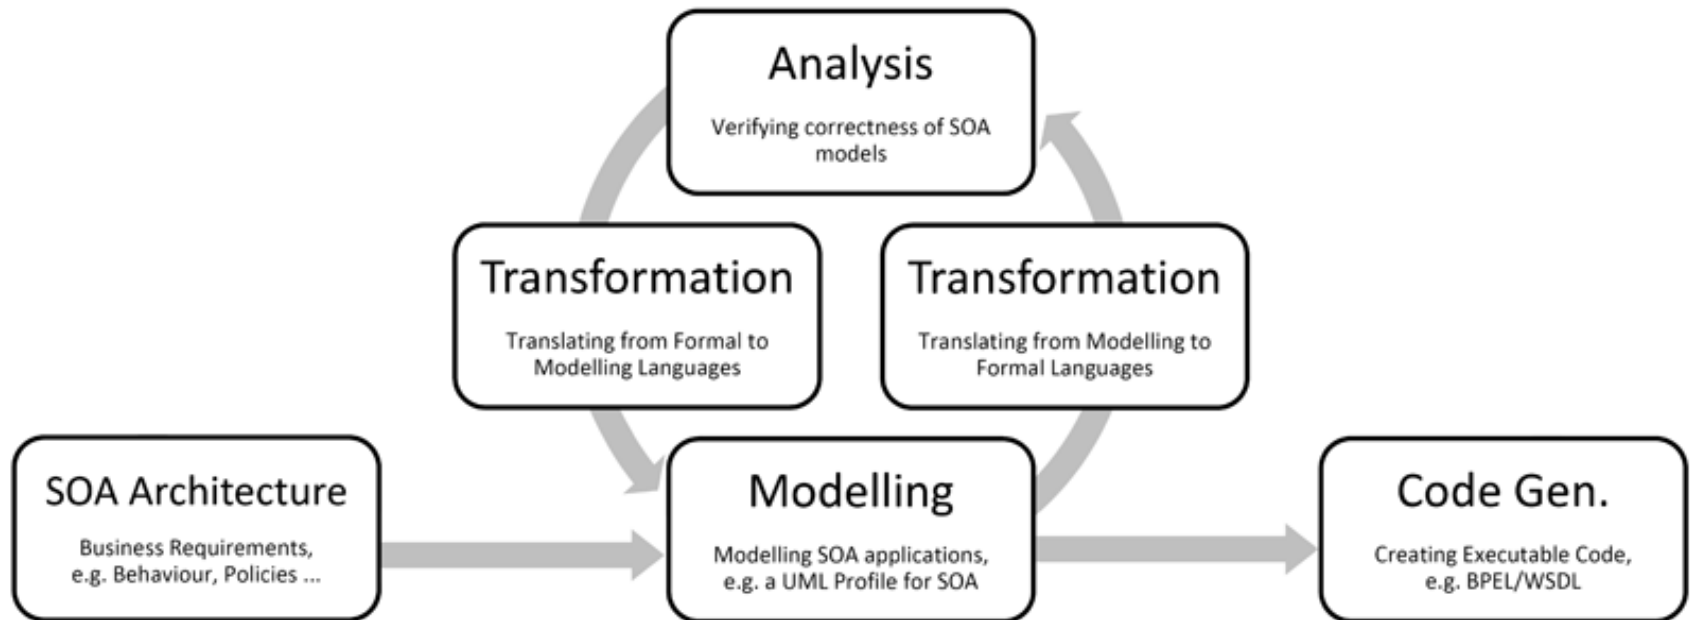 Analysis
Verifying correctness of SOA
models
Transformation
Translating from Formal to
Modelling Languages
Transformation
Translating from Modelling to
Formal Languages
SOA Architecture
Business Requirements,
e.g. Behaviour, Policies ...
Modelling
Modelling SOA applications,
e.g. a UML Profile for SOA
Code Gen.
Creating Executable Code,
e.g. BPEL/WSDL